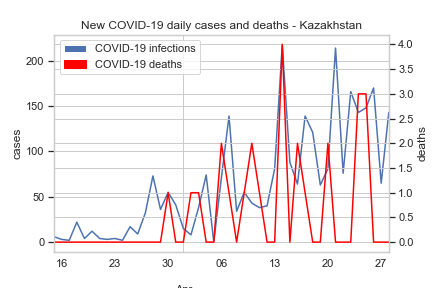 New COVID-19 daily cases and deaths - Kazakhstan
COVID-19 infections
COVID-19 deaths
cases
200
150
100
50
0
4.0
3.5
3.0
2.5
2.0
1.5
1.0
0.5
0.0
deaths
16 23 30 06 13 20 27